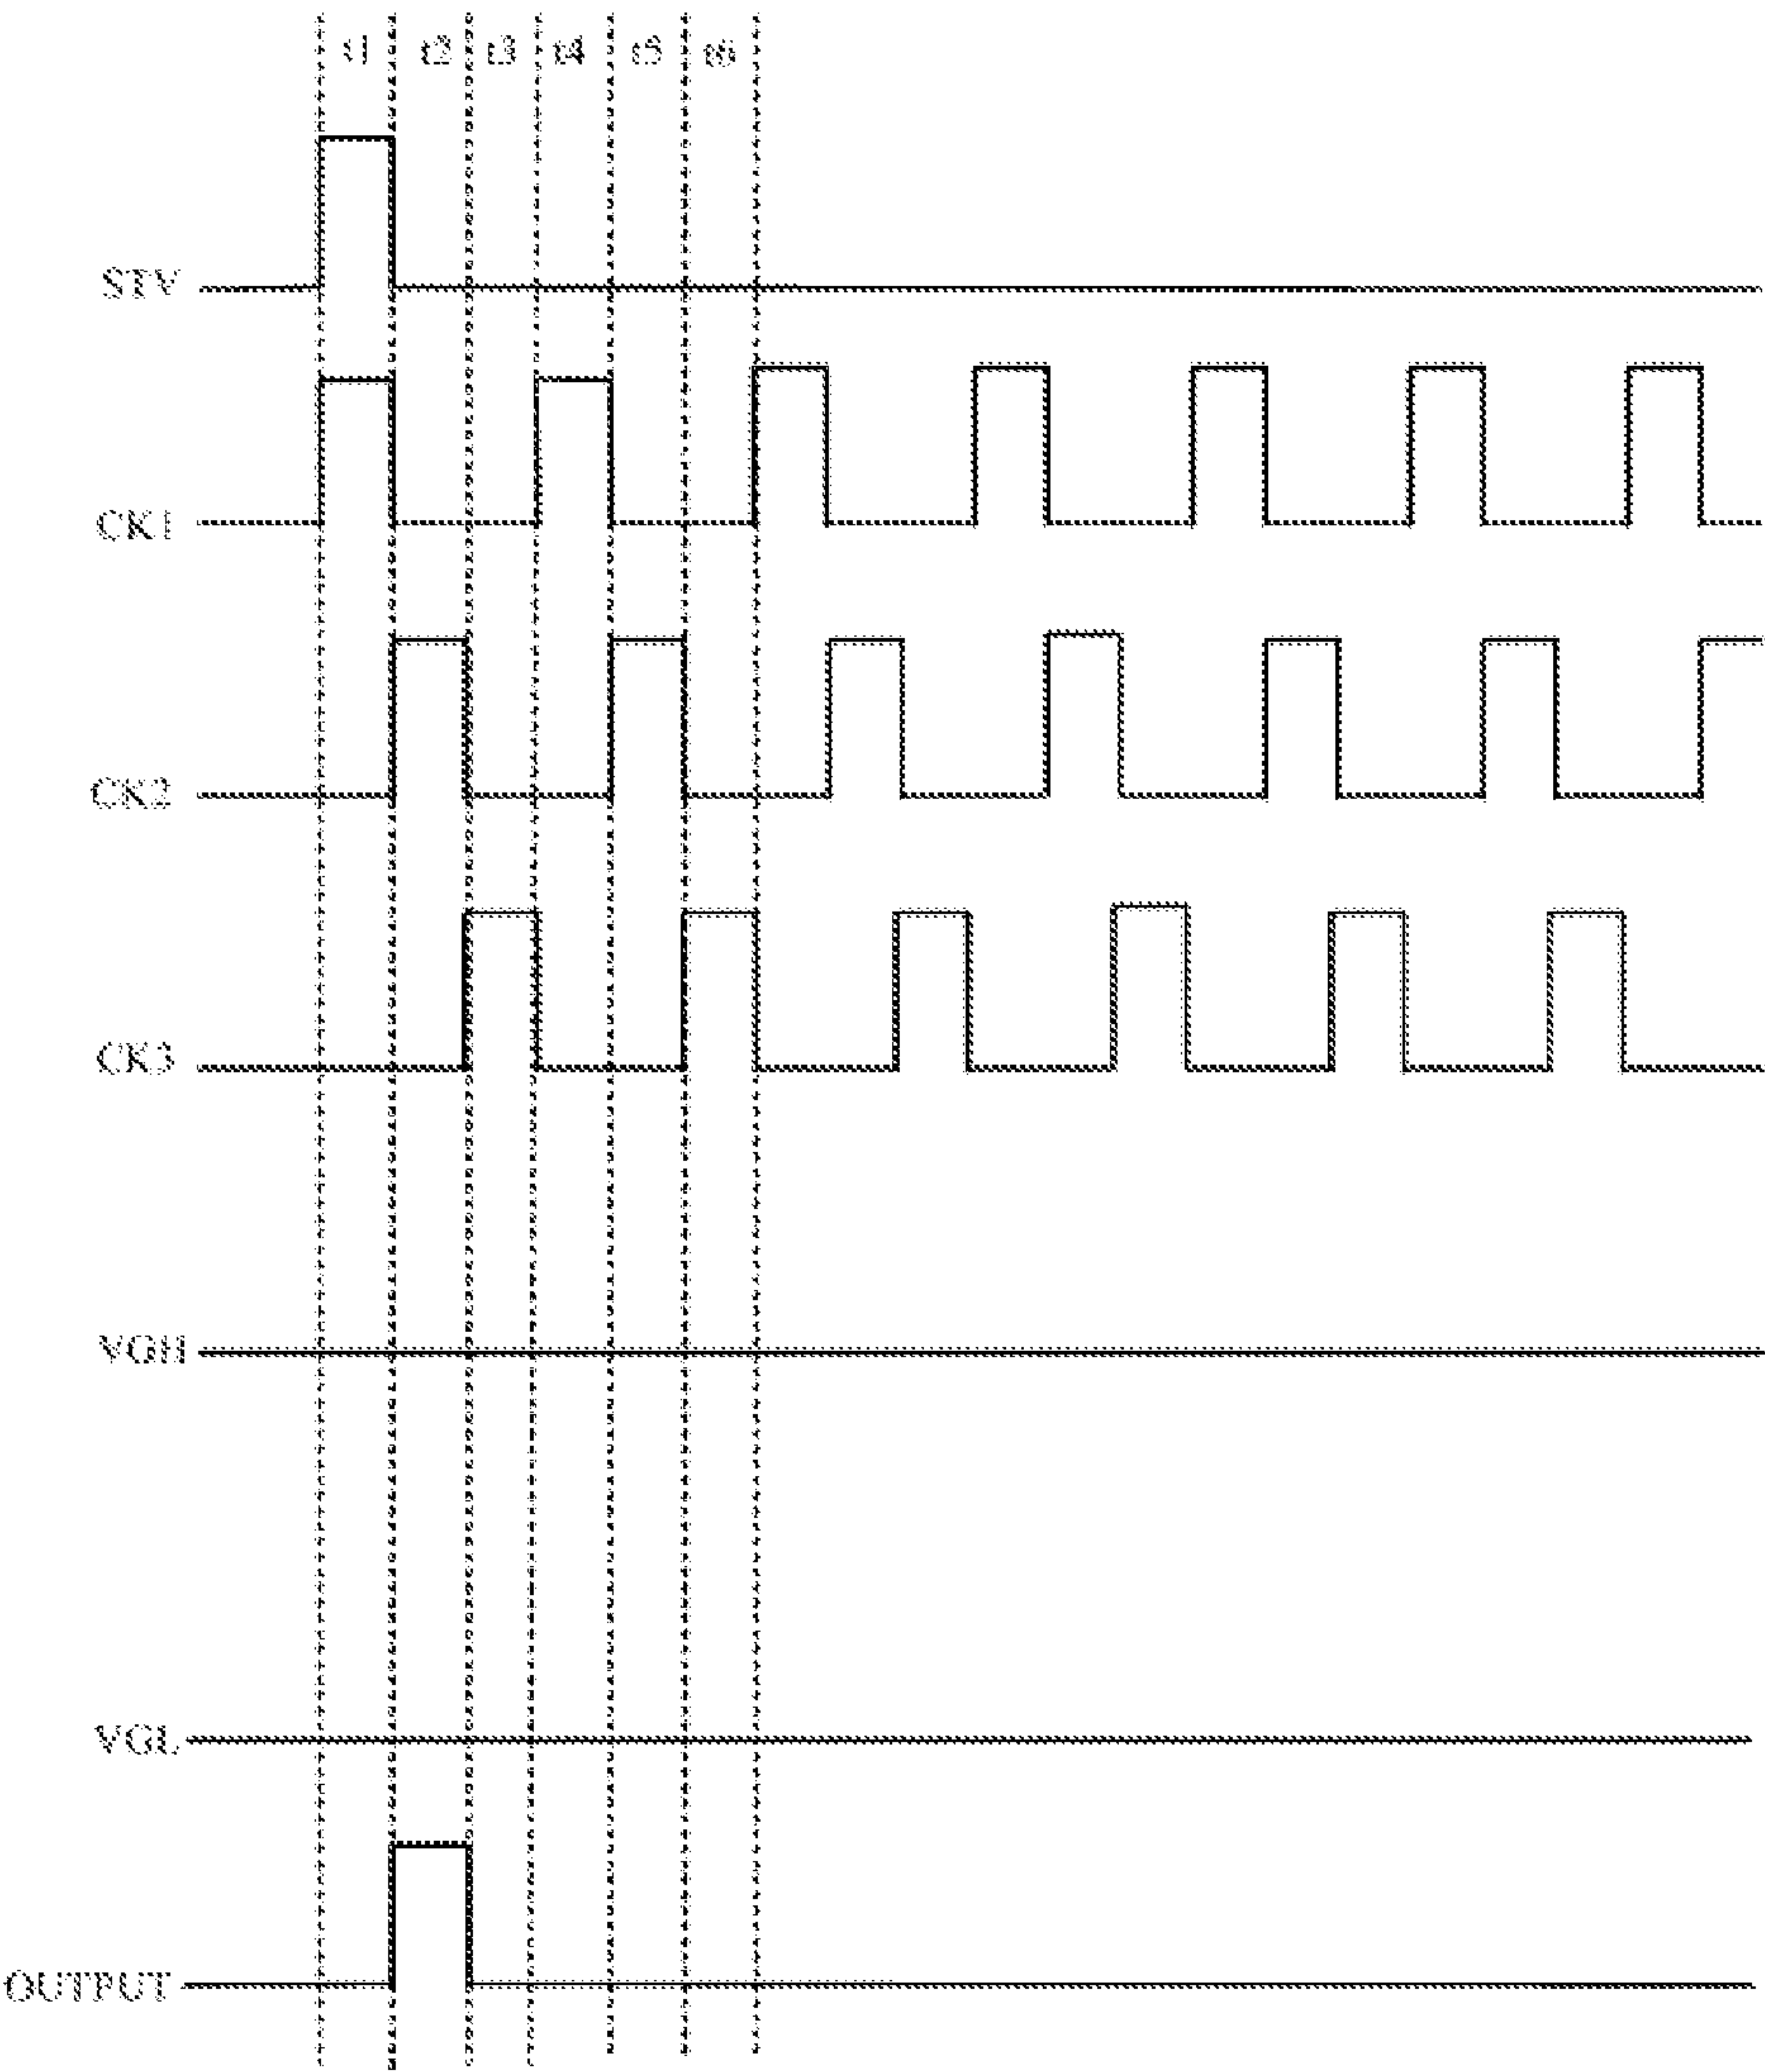 t1 t2 t3 t4 t5 t6
STV
CK1
CK2
CK3
VGH
VGL
OUTPUT